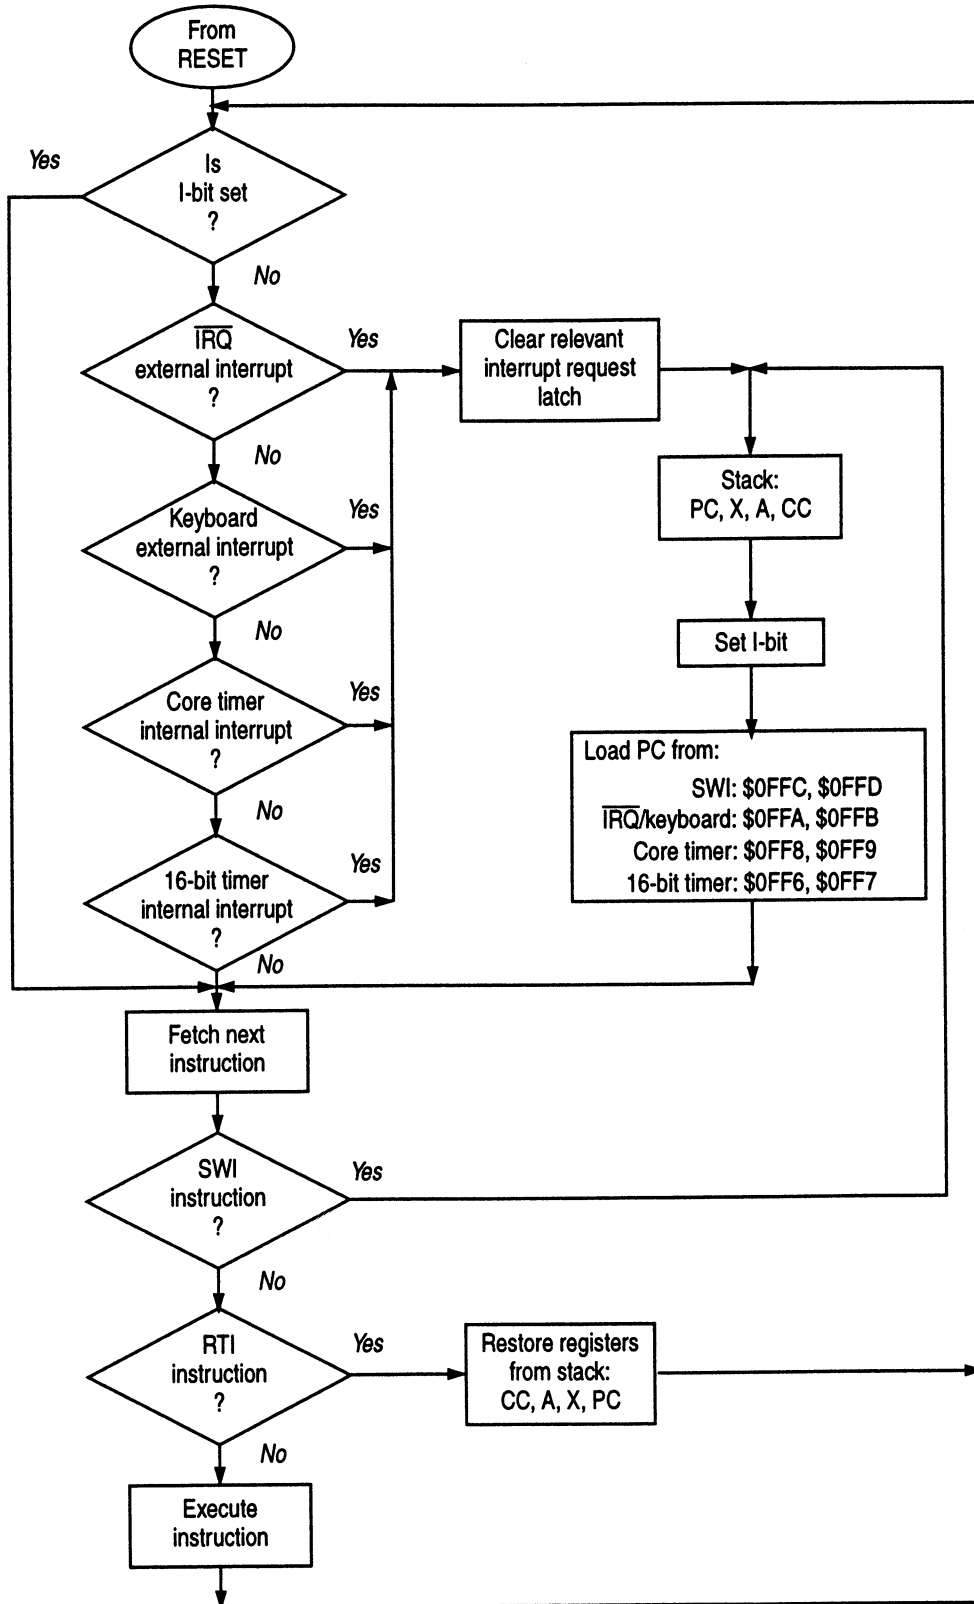 From
RESET
Yes
Is
I-bit set
?
No
IRQ
external interrupt
?
Yes
Clear relevant
interrupt request
latch
No
Keyboard
external interrupt
?
Yes
Stack:
PC, X, A, CC
No
Set I-bit
Core timer
internal interrupt
?
Yes
Load PC from:
SWI: $0FFC, $0FFD
IRQ/keyboard: $0FFA, $0FFB
Core timer: $0FF8, $0FF9
16-bit timer: $0FF6, $0FF7
No
16-bit timer
internal interrupt
?
Yes
No
Fetch next
instruction
SWI
instruction
?
Yes
No
RTI
instruction
?
Yes
Restore registers
from stack:
CC, A, X, PC
No
Execute
instruction